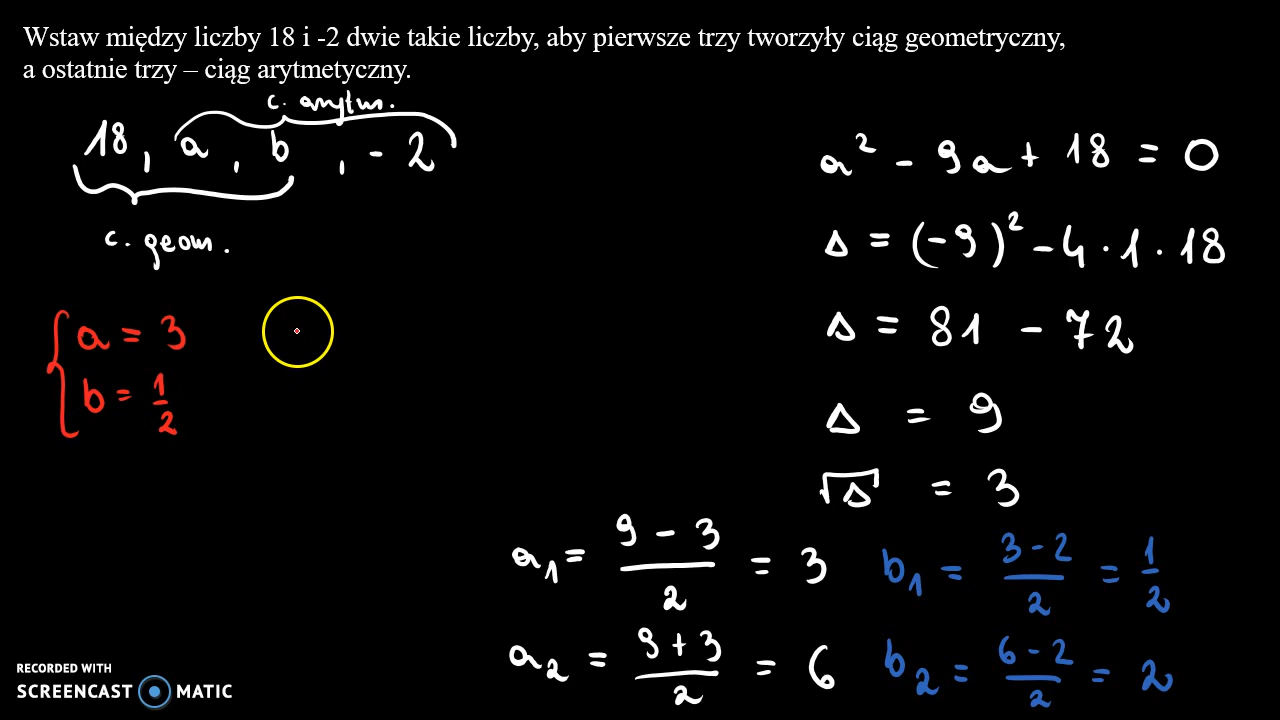 Wstaw między liczby 18 i -2 dwie takie liczby, aby pierwsze trzy tworzyły ciąg geometryczny,
a ostatnie trzy – ciąg arytmetyczny.
c. arytm.
18, a, b, -2
c. geom.
a = 3
b = 1/2
a² - 9a + 18 = 0
Δ = (-9)² - 4 · 1 · 18
Δ = 81 - 72
Δ = 9
√Δ = 3
a₁ = (9 - 3)/2 = 3 b₁ = (3 - 2)/2 = 1/2
a₂ = (9 + 3)/2 = 6 b₂ = (6 - 2)/2 = 2
RECORDED WITH
SCREENCAST MATIC